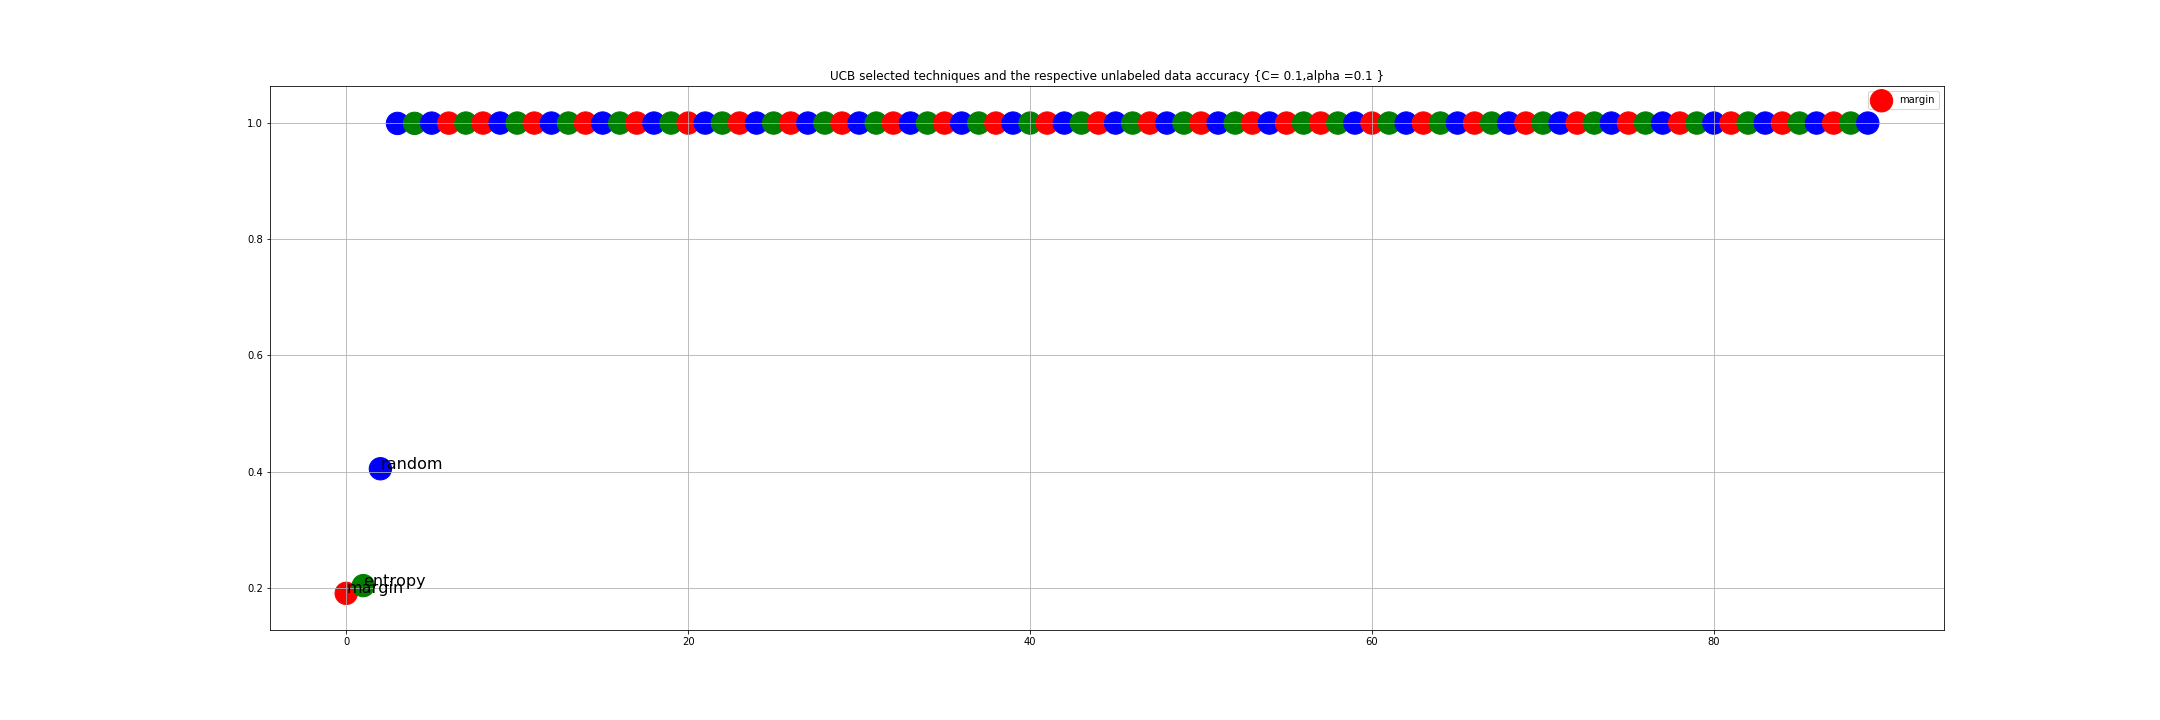 UCB selected techniques and the respective unlabeled data accuracy {C= 0.1,alpha =0.1 }
margin
1.0
0.8
0.6
0.4
0.2
random
entropy
margin
0
20
40
60
80